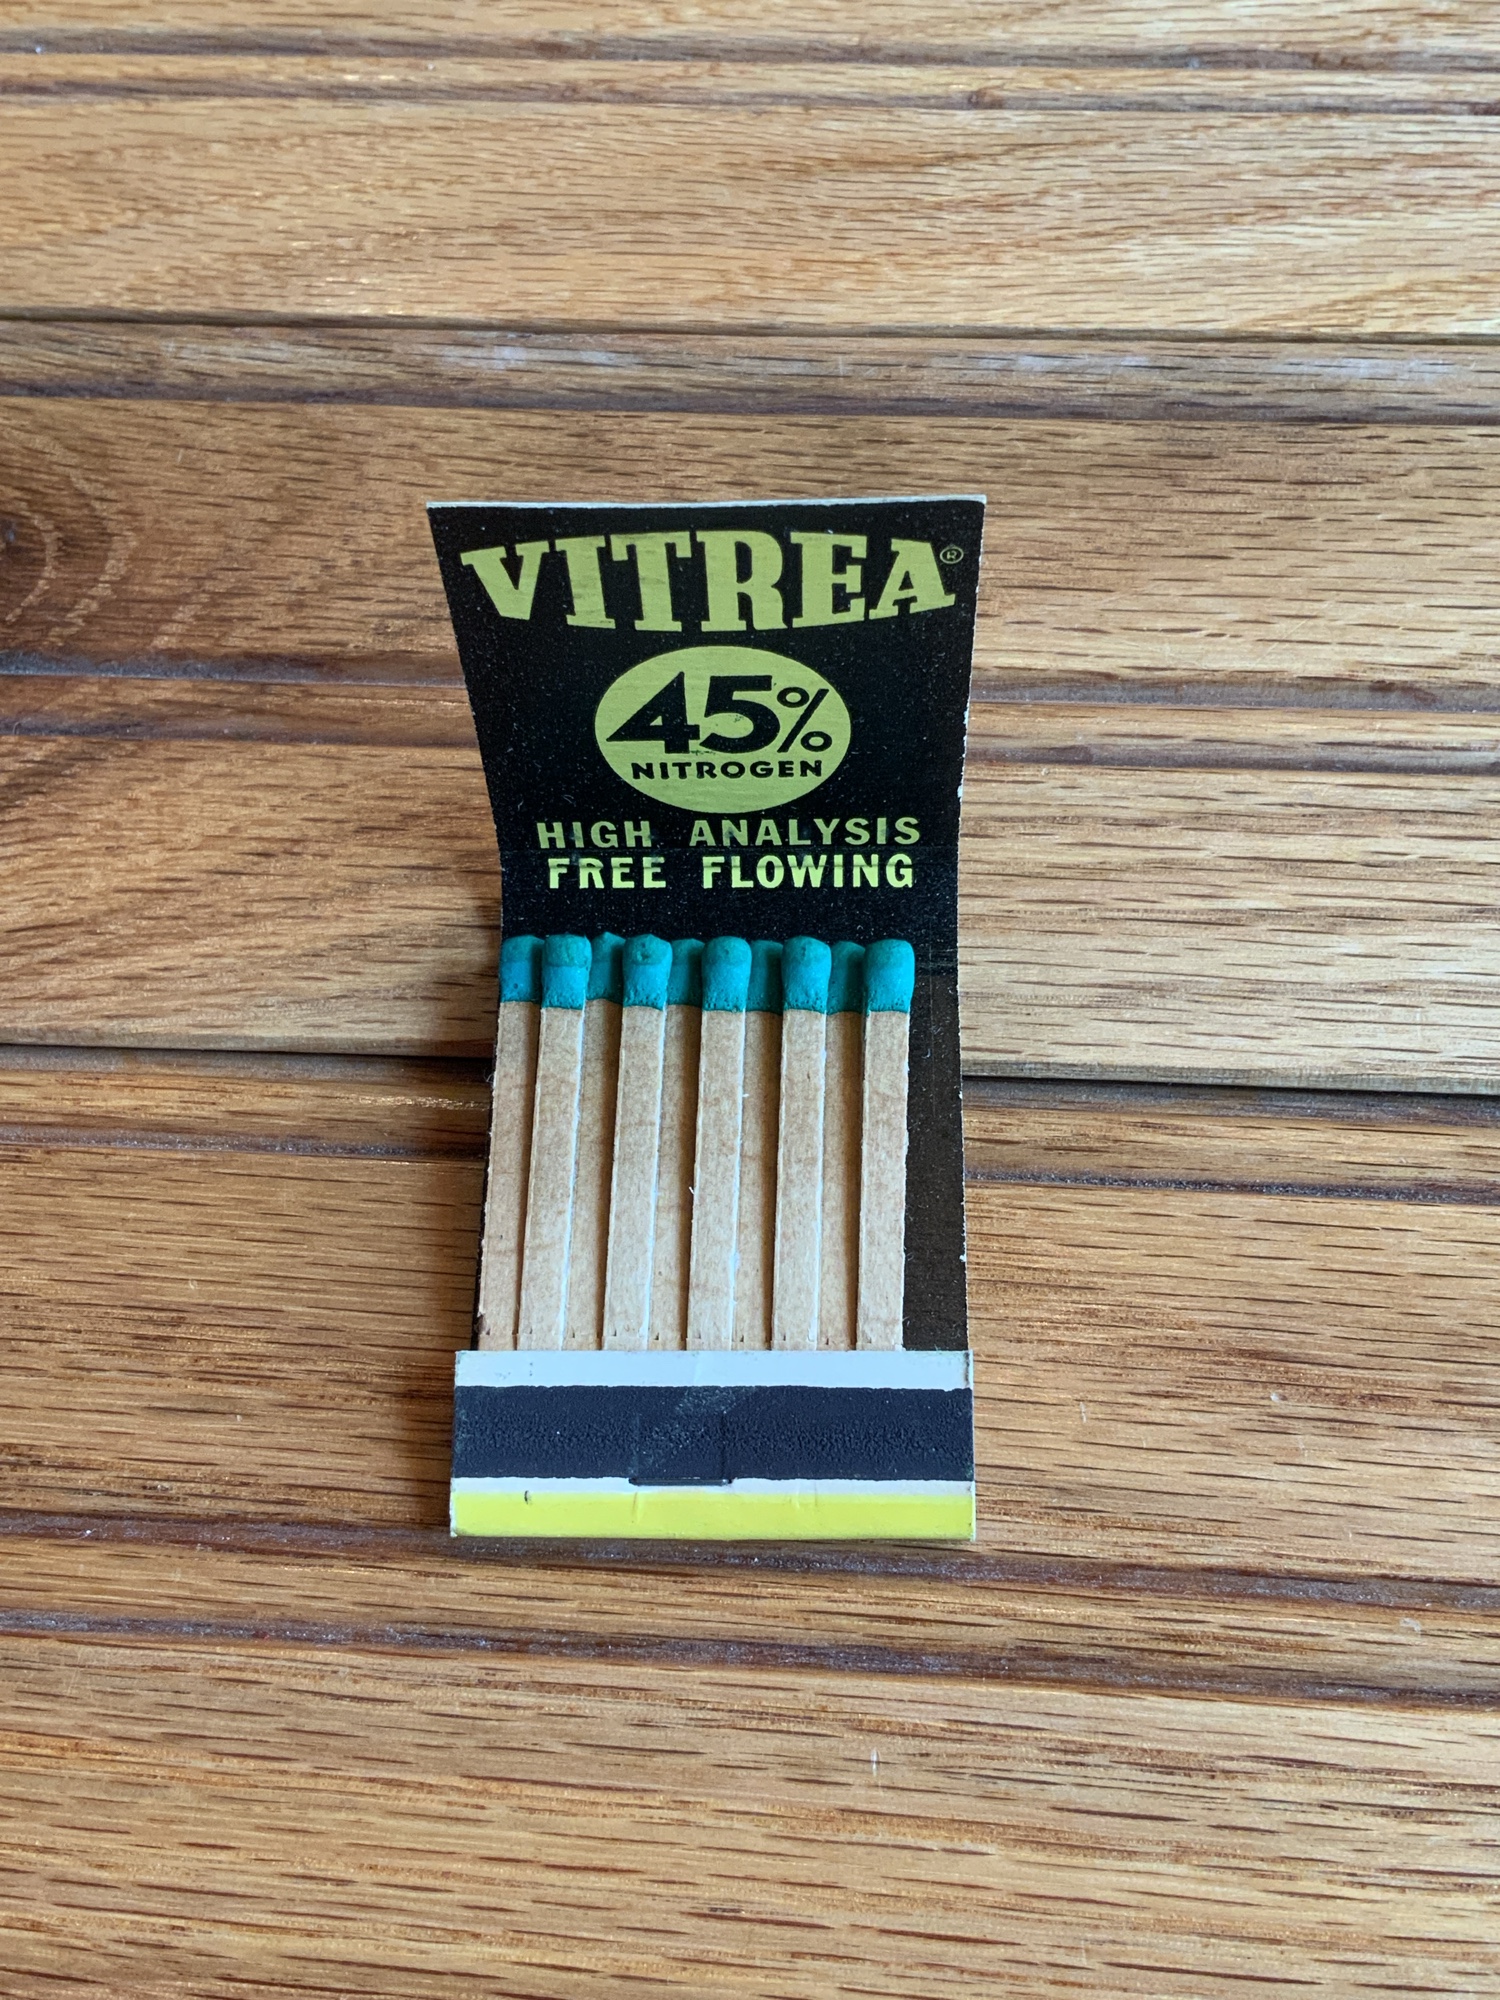 VITREA®
45%
NITROGEN
HIGH ANALYSIS
FREE FLOWING